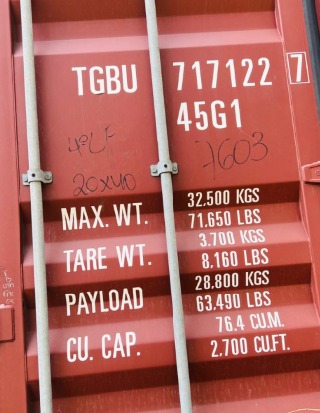 TGBU 717122 7
45G1
4°LF 7603
20x40
MAX. WT. 32.500 KGS
71.650 LBS
TARE WT. 3.700 KGS
8.160 LBS
PAYLOAD 28.800 KGS
63.490 LBS
CU. CAP. 76.4 CU.M.
2.700 CU.FT.